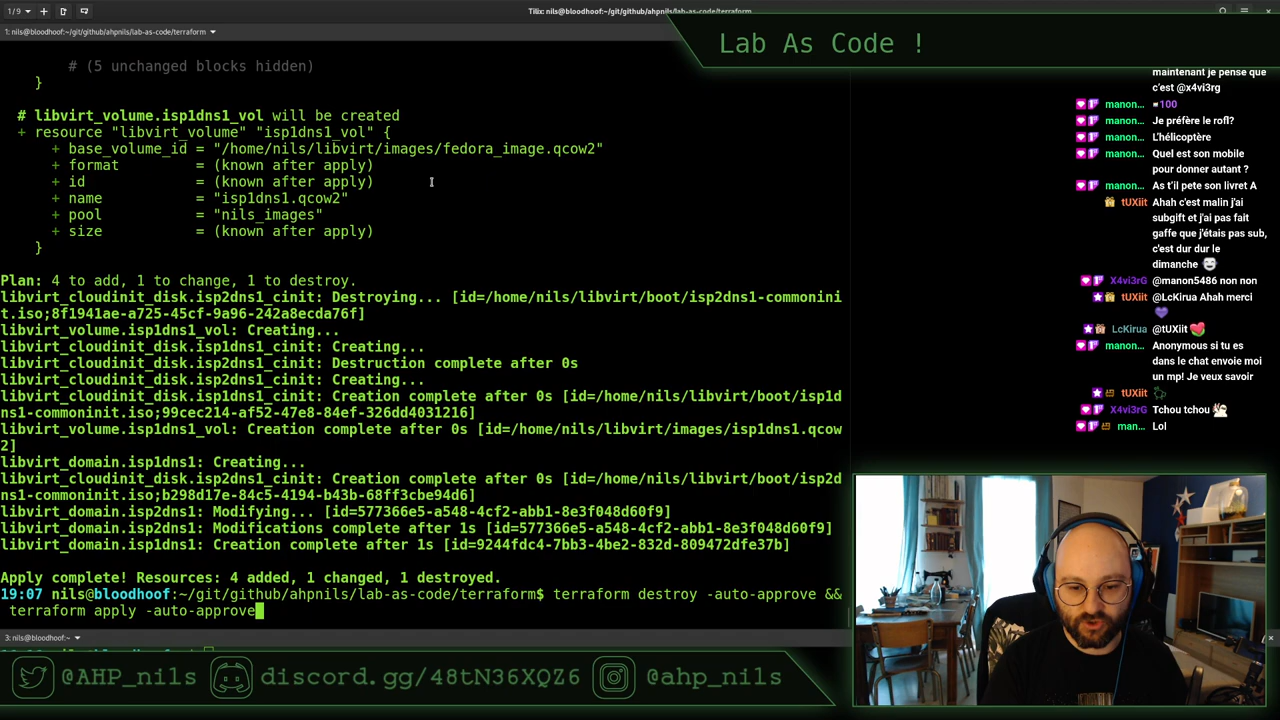 1/9
Tilix: nils@bloodhoof:~/git/github/ahpnils/lab-as-code/terraform
1: nils@bloodhoof:~/git/github/ahpnils/lab-as-code/terraform
Lab As Code !
# (5 unchanged blocks hidden)
}
# libvirt_volume.isp1dns1_vol will be created
+ resource "libvirt_volume" "isp1dns1_vol" {
+ base_volume_id = "/home/nils/libvirt/images/fedora_image.qcow2"
+ format = (known after apply)
+ id = (known after apply)
+ name = "isp1dns1.qcow2"
+ pool = "nils_images"
+ size = (known after apply)
}
Plan: 4 to add, 1 to change, 1 to destroy.
libvirt_cloudinit_disk.isp2dns1_cinit: Destroying... [id=/home/nils/libvirt/boot/isp2dns1-commonini
t.iso;8f1941ae-a725-45cf-9a96-242a8ecda76f]
libvirt_volume.isp1dns1_vol: Creating...
libvirt_cloudinit_disk.isp1dns1_cinit: Creating...
libvirt_cloudinit_disk.isp2dns1_cinit: Destruction complete after 0s
libvirt_cloudinit_disk.isp2dns1_cinit: Creating...
libvirt_cloudinit_disk.isp1dns1_cinit: Creation complete after 0s [id=/home/nils/libvirt/boot/isp1d
ns1-commoninit.iso;99cec214-af52-47e8-84ef-326dd4031216]
libvirt_volume.isp1dns1_vol: Creation complete after 0s [id=/home/nils/libvirt/images/isp1dns1.qcow
2]
libvirt_domain.isp1dns1: Creating...
libvirt_cloudinit_disk.isp2dns1_cinit: Creation complete after 0s [id=/home/nils/libvirt/boot/isp2d
ns1-commoninit.iso;b298d17e-84c5-4194-b43b-68ff3cbe94d6]
libvirt_domain.isp2dns1: Modifying... [id=577366e5-a548-4cf2-abb1-8e3f048d60f9]
libvirt_domain.isp2dns1: Modifications complete after 1s [id=577366e5-a548-4cf2-abb1-8e3f048d60f9]
libvirt_domain.isp1dns1: Creation complete after 1s [id=9244fdc4-7bb3-4be2-832d-809472dfe37b]
Apply complete! Resources: 4 added, 1 changed, 1 destroyed.
19:07 nils@bloodhoof:~/git/github/ahpnils/lab-as-code/terraform$ terraform destroy -auto-approve &&
terraform apply -auto-approve
3: nils@bloodhoof:~
maintenant je pense que
c'est @x4vi3rg
manon... 100
manon... Je préfère le rofl?
manon... L'hélicoptère
manon... Quel est son mobile
pour donner autant ?
manon... As t'il pete son livret A
tUXiit Ahah c'est malin j'ai
subgift et j'ai pas fait
gaffe que j'étais pas sub,
c'est dur dur le
dimanche
X4vi3rG @manon5486 non non
tUXiit @LcKirua Ahah merci
LcKirua @tUXiit
manon... Anonymous si tu es
dans le chat envoie moi
un mp! Je veux savoir
tUXiit
X4vi3rG Tchou tchou
man... Lol
@AHP_nils
discord.gg/48tN36XQZ6
@ahp_nils